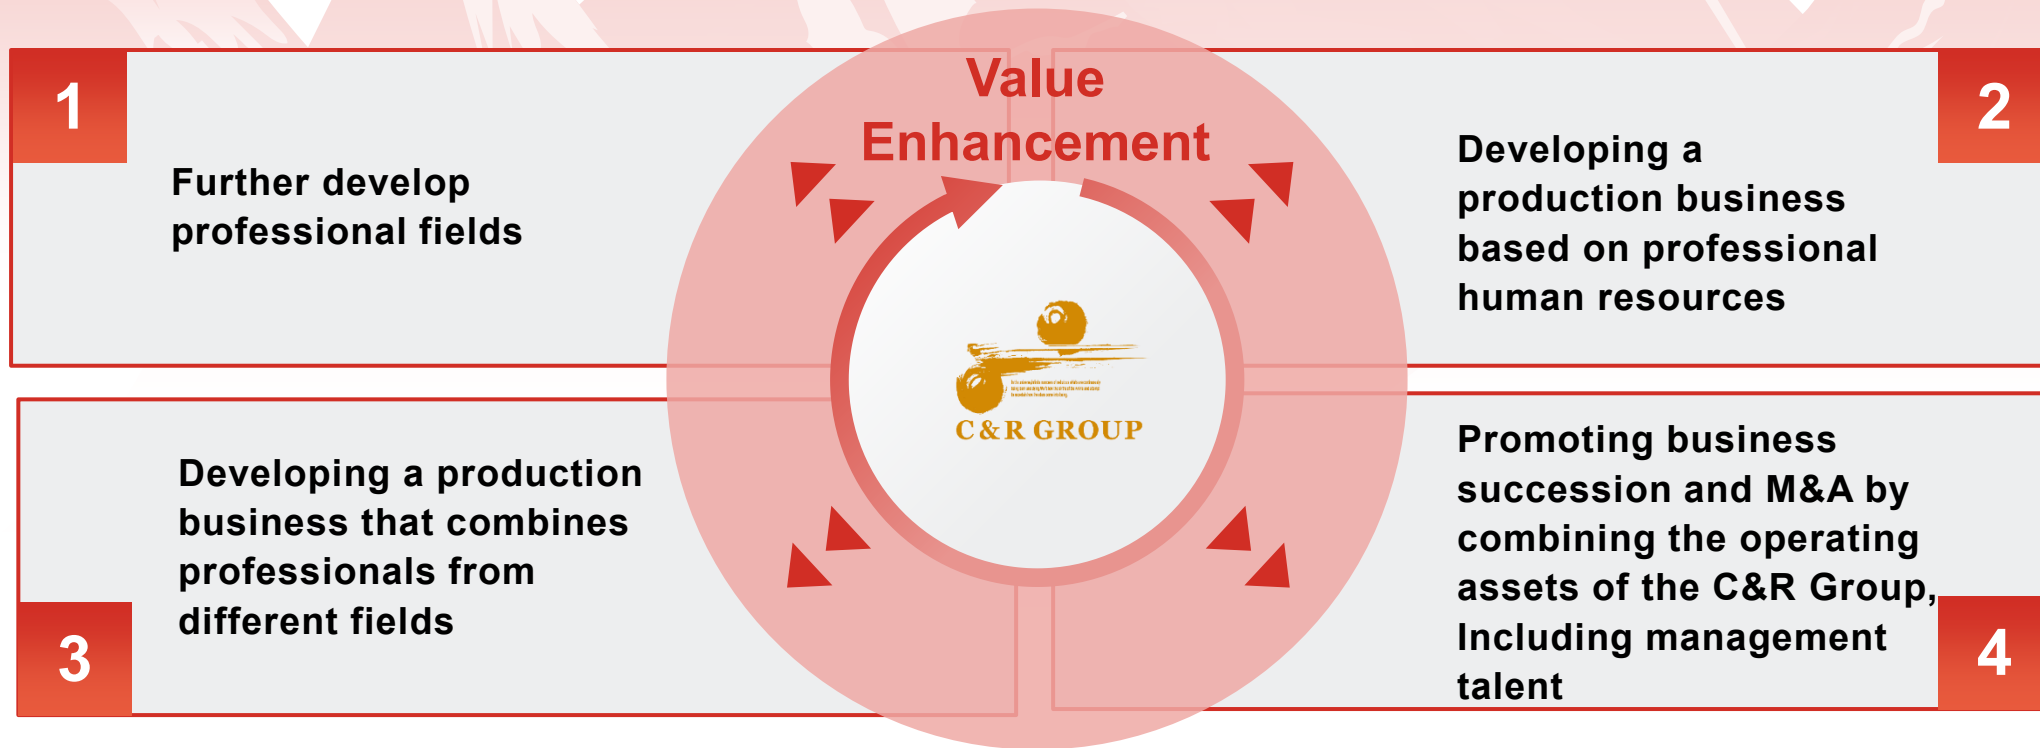 Value
Enhancement
1
Further develop
professional fields
2
Developing a
production business
based on professional
human resources
C&R GROUP
3
Developing a production
business that combines
professionals from
different fields
4
Promoting business
succession and M&A by
combining the operating
assets of the C&R Group,
Including management
talent